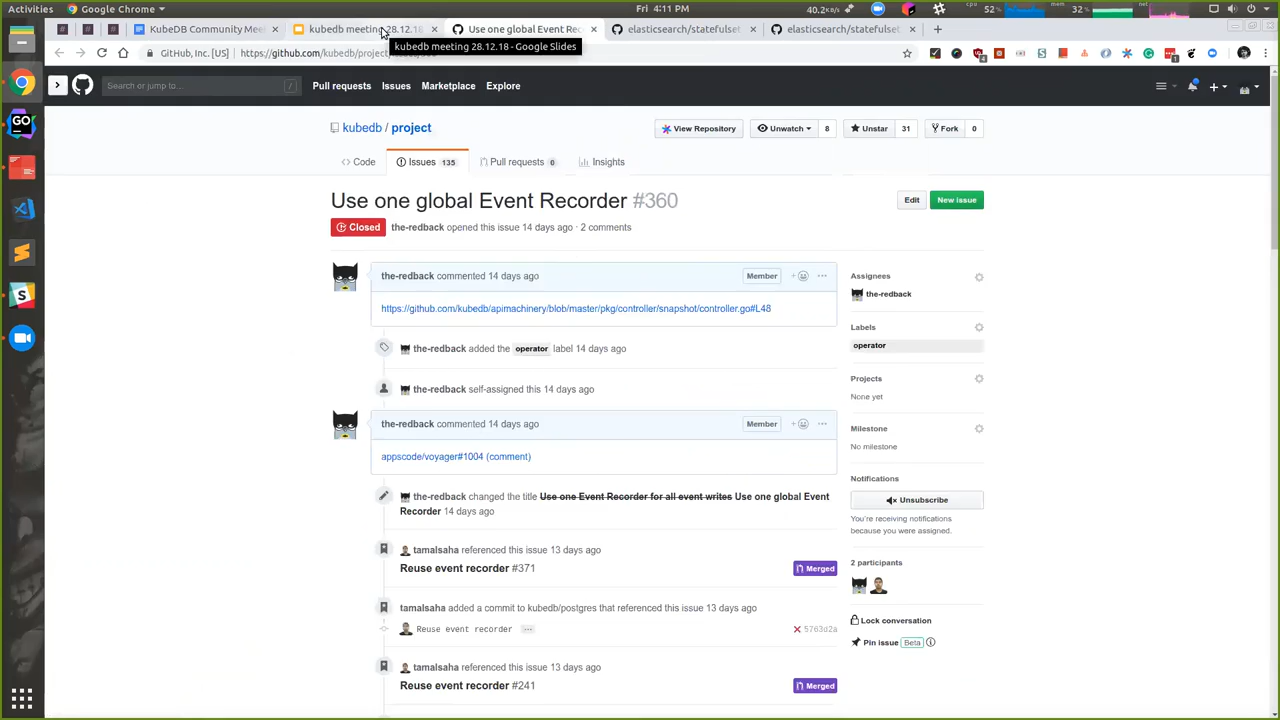 Activities
Google Chrome
Fri 4:11 PM
40.2kx/s
52%
64%
KubeDB Community Mee
kubedb meeting 28.12.18
Use one global Event Rec
elasticsearch/statefulset
elasticsearch/statefulset
kubedb meeting 28.12.18 - Google Slides
GitHub, Inc. [US]
https://github.com/kubedb/project
Search or jump to...
/
Pull requests
Issues
Marketplace
Explore
kubedb / project
View Repository
Unwatch
8
Unstar
31
Fork
0
Code
Issues 135
Pull requests 0
Insights
Use one global Event Recorder #360
Edit
New issue
Closed
the-redback opened this issue 14 days ago · 2 comments
the-redback commented 14 days ago
Member
https://github.com/kubedb/apimachinery/blob/master/pkg/controller/snapshot/controller.go#L48
the-redback added the operator label 14 days ago
the-redback self-assigned this 14 days ago
the-redback commented 14 days ago
Member
appscode/voyager#1004 (comment)
the-redback changed the title Use one Event Recorder for all event writes Use one global Event
Recorder 14 days ago
tamalsaha referenced this issue 13 days ago
Reuse event recorder #371
Merged
tamalsaha added a commit to kubedb/postgres that referenced this issue 13 days ago
Reuse event recorder
5763d2a
tamalsaha referenced this issue 13 days ago
Reuse event recorder #241
Merged
Assignees
the-redback
Labels
operator
Projects
None yet
Milestone
No milestone
Notifications
Unsubscribe
You're receiving notifications
because you were assigned.
2 participants
Lock conversation
Pin issue Beta